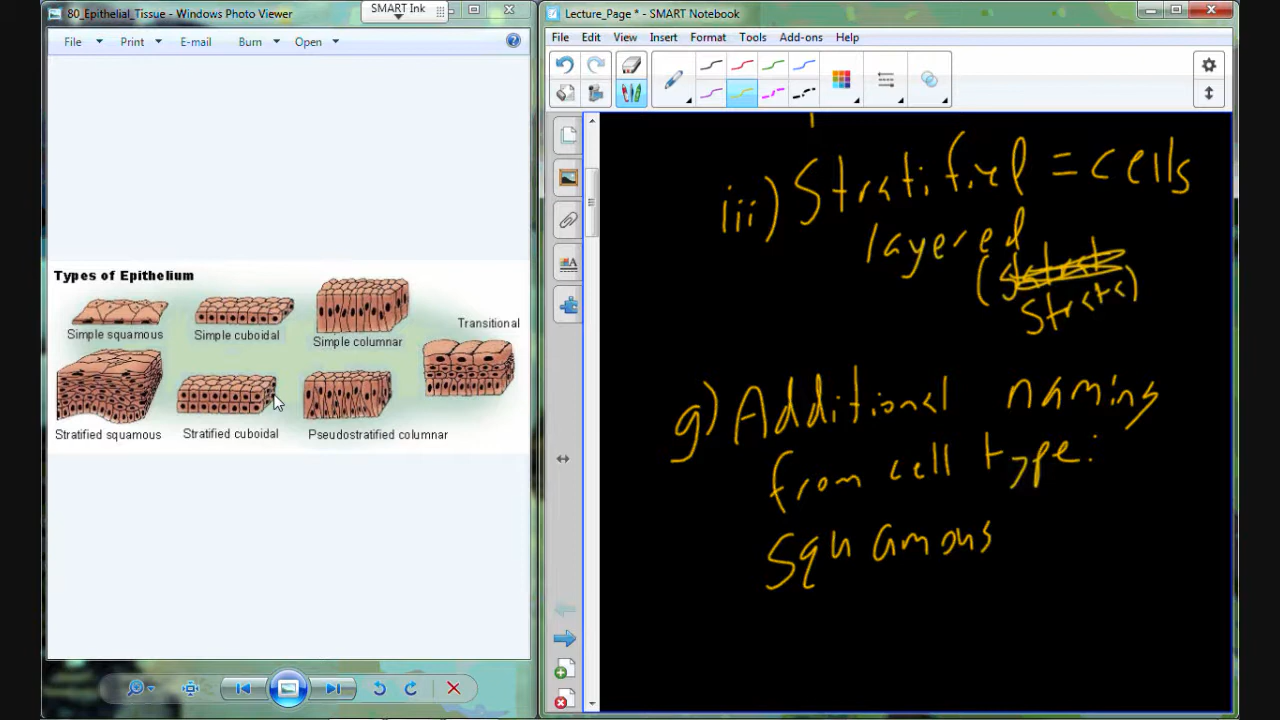 80_Epithelial_Tissue - Windows Photo Viewer
SMART Ink
File Print E-mail Burn Open
Types of Epithelium
Simple squamous
Simple cuboidal
Simple columnar
Transitional
Stratified squamous
Stratified cuboidal
Pseudostratified columnar
Lecture_Page * - SMART Notebook
File Edit View Insert Format Tools Add-ons Help
iii) Stratified = cells
layered
(
strata)
g) Additional naming
from cell type:
squamous